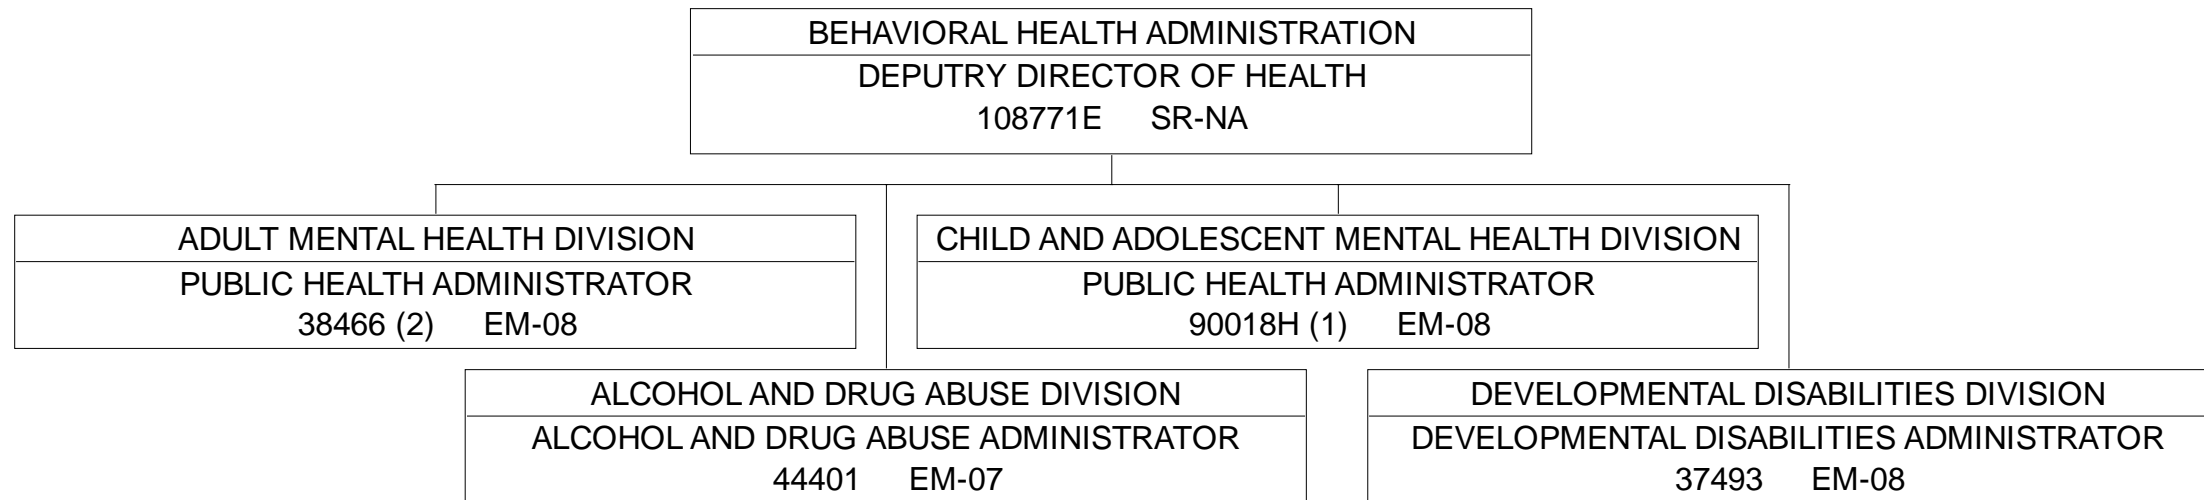 BEHAVIORAL HEALTH ADMINISTRATION
DEPUTRY DIRECTOR OF HEALTH
108771E SR-NA
ADULT MENTAL HEALTH DIVISION
PUBLIC HEALTH ADMINISTRATOR
38466 (2) EM-08
CHILD AND ADOLESCENT MENTAL HEALTH DIVISION
PUBLIC HEALTH ADMINISTRATOR
90018H (1) EM-08
ALCOHOL AND DRUG ABUSE DIVISION
ALCOHOL AND DRUG ABUSE ADMINISTRATOR
44401 EM-07
DEVELOPMENTAL DISABILITIES DIVISION
DEVELOPMENTAL DISABILITIES ADMINISTRATOR
37493 EM-08